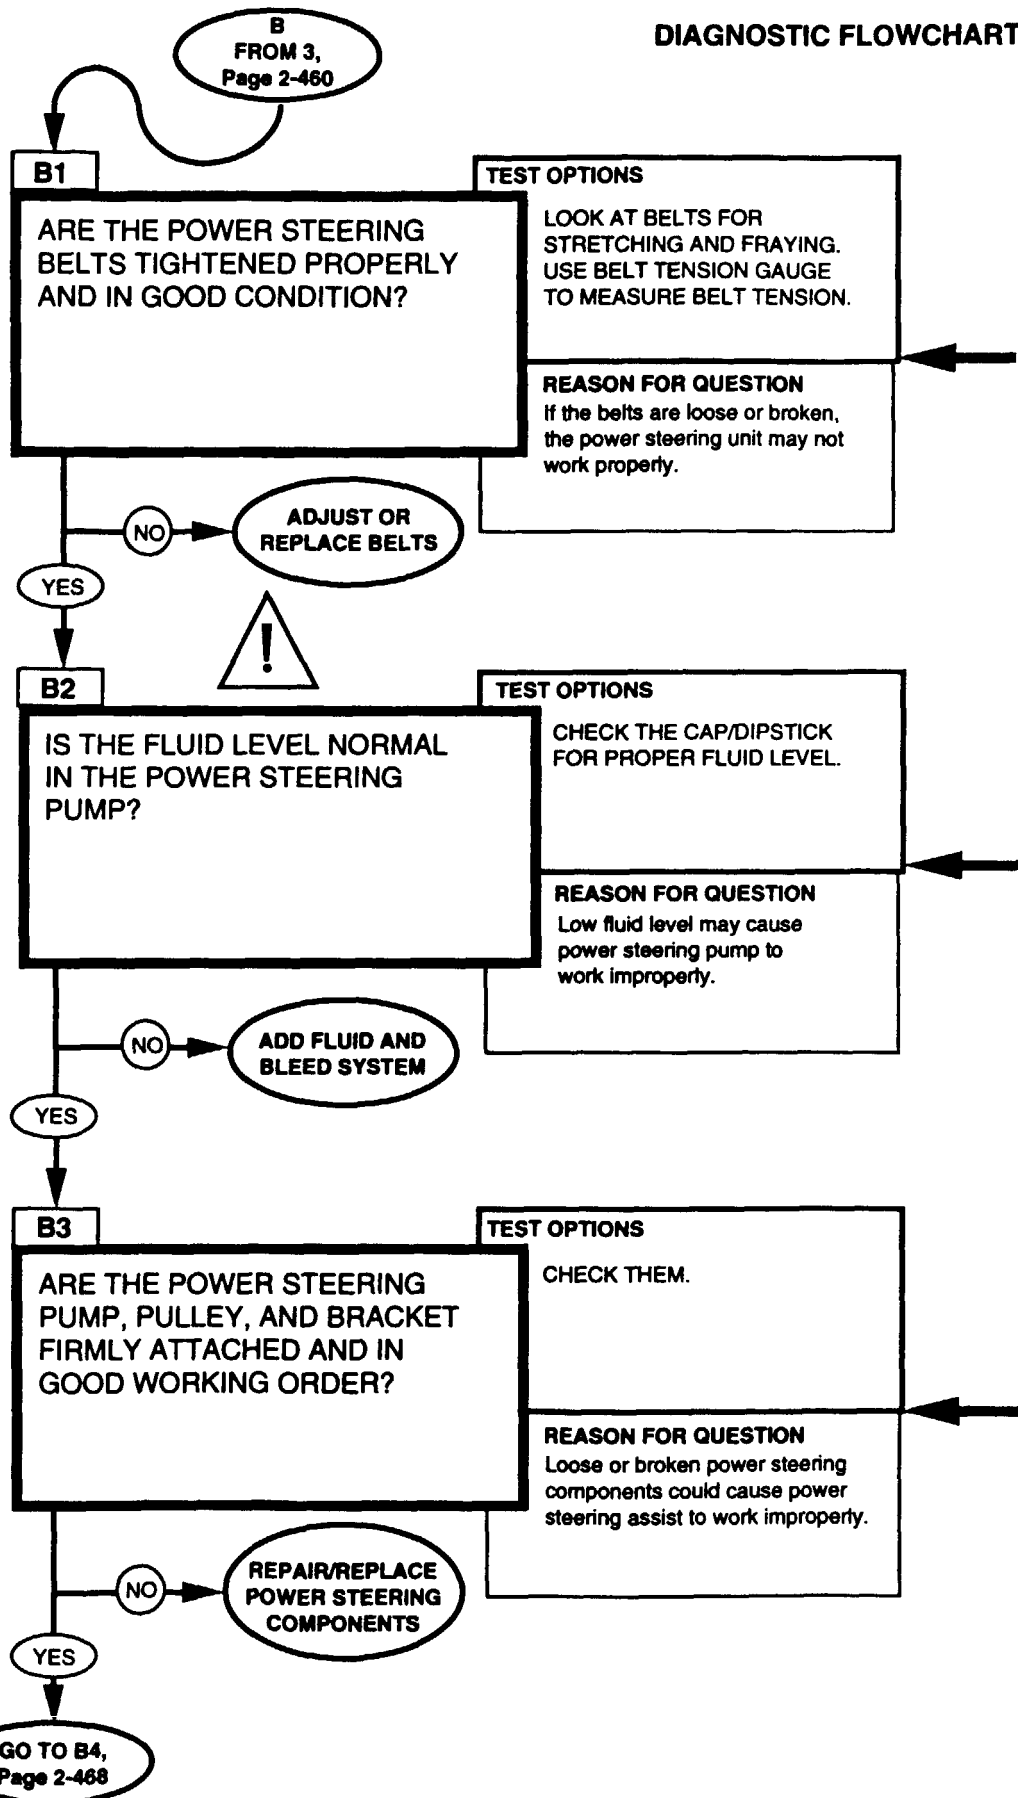 B
FROM 3,
Page 2-460
DIAGNOSTIC FLOWCHART
B1
ARE THE POWER STEERING
BELTS TIGHTENED PROPERLY
AND IN GOOD CONDITION?
TEST OPTIONS
LOOK AT BELTS FOR
STRETCHING AND FRAYING.
USE BELT TENSION GAUGE
TO MEASURE BELT TENSION.
REASON FOR QUESTION
If the belts are loose or broken,
the power steering unit may not
work properly.
NO
ADJUST OR
REPLACE BELTS
YES
!
B2
IS THE FLUID LEVEL NORMAL
IN THE POWER STEERING
PUMP?
TEST OPTIONS
CHECK THE CAP/DIPSTICK
FOR PROPER FLUID LEVEL.
REASON FOR QUESTION
Low fluid level may cause
power steering pump to
work improperly.
NO
ADD FLUID AND
BLEED SYSTEM
YES
B3
ARE THE POWER STEERING
PUMP, PULLEY, AND BRACKET
FIRMLY ATTACHED AND IN
GOOD WORKING ORDER?
TEST OPTIONS
CHECK THEM.
REASON FOR QUESTION
Loose or broken power steering
components could cause power
steering assist to work improperly.
NO
REPAIR/REPLACE
POWER STEERING
COMPONENTS
YES
GO TO B4,
Page 2-468